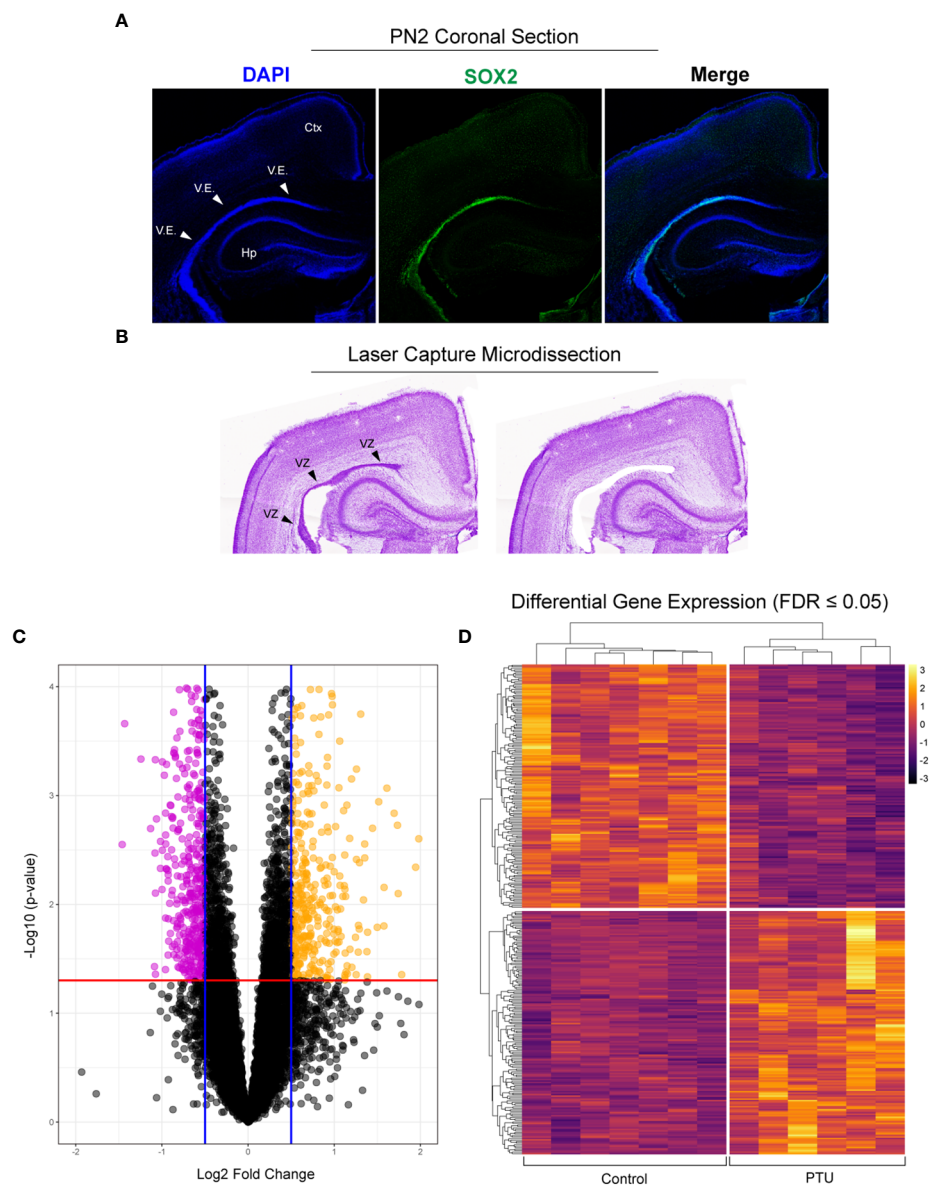 A
PN2 Coronal Section
DAPI
SOX2
Merge
Ctx
V.E.
V.E.
V.E.
Hp
B
Laser Capture Microdissection
VZ
VZ
VZ
Differential Gene Expression (FDR ≤ 0.05)
C
D
4
3
2
1
0
-Log10 (p-value)
-2
-1
0
1
2
Log2 Fold Change
3
2
1
0
-1
-2
-3
Control
PTU